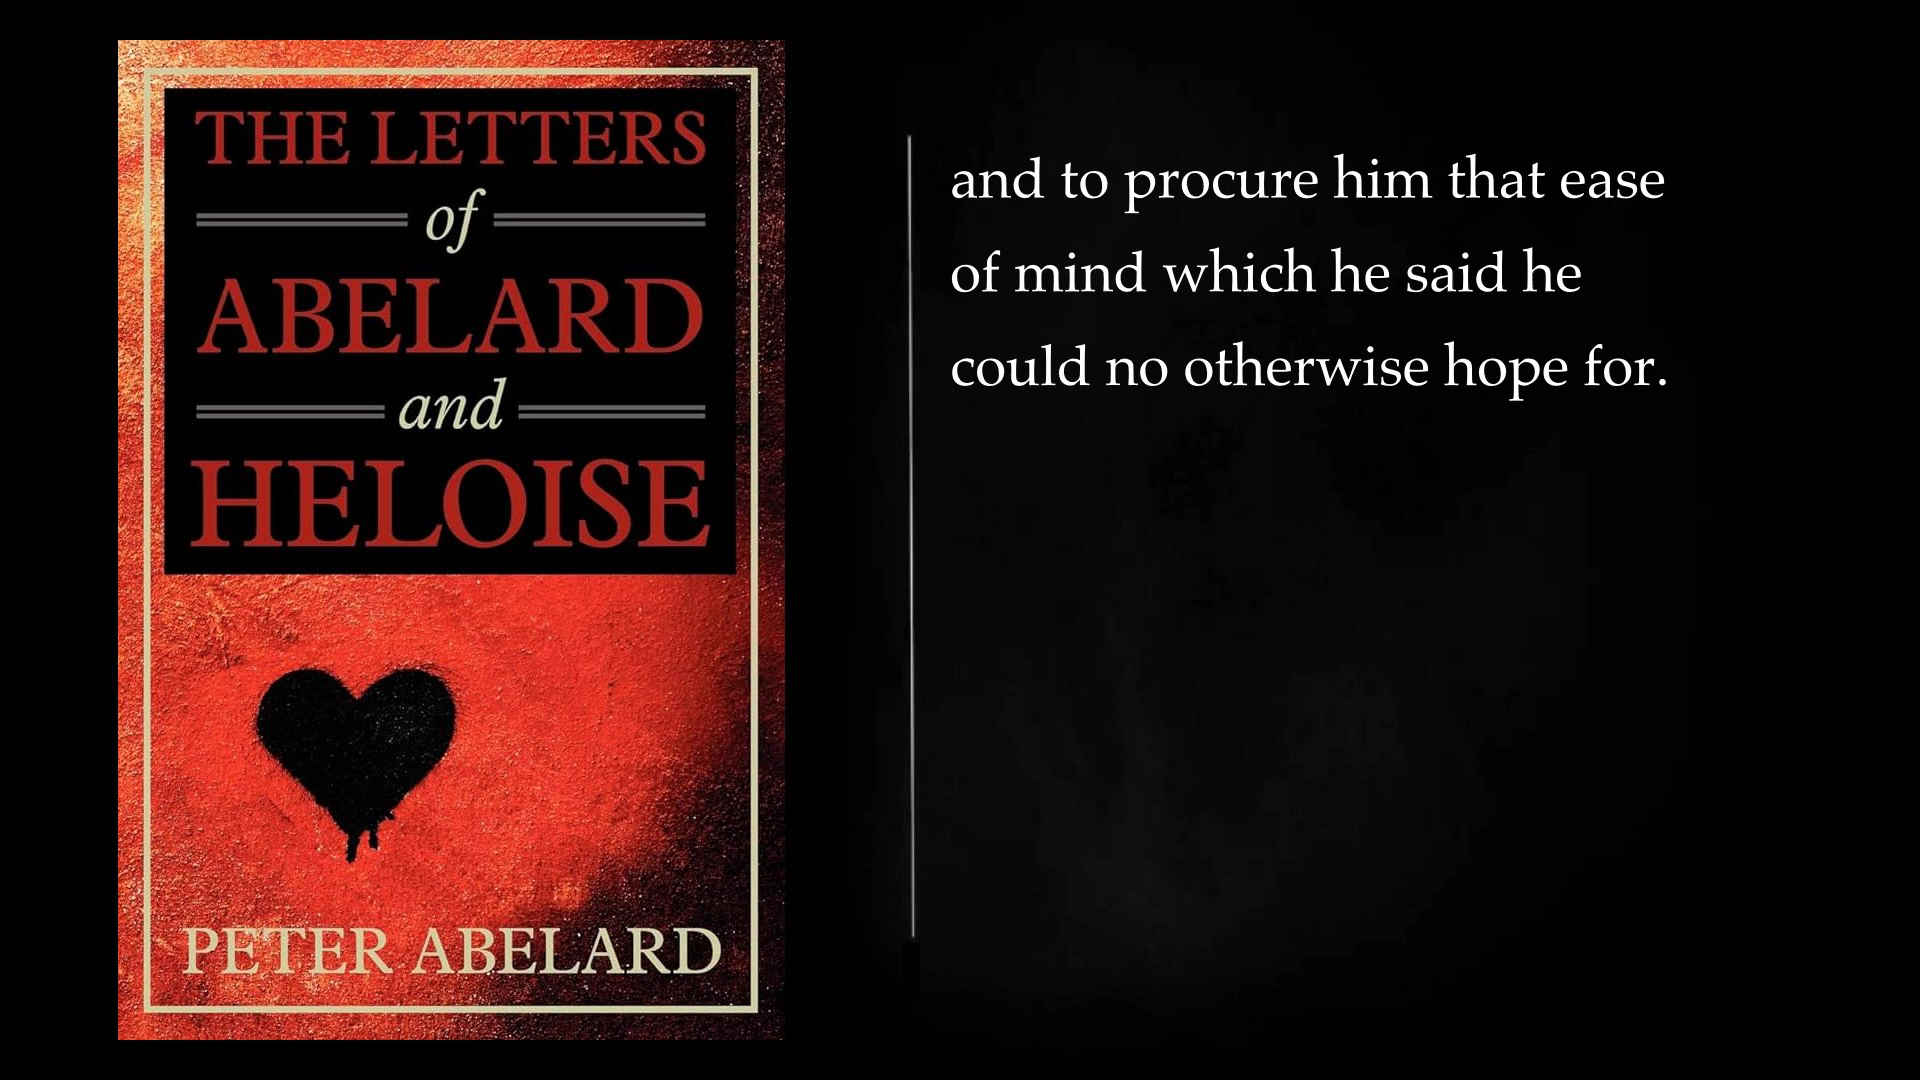 THE LETTERS
of
ABELARD
and
HELOISE
PETER ABELARD
and to procure him that ease
of mind which he said he
could no otherwise hope for.